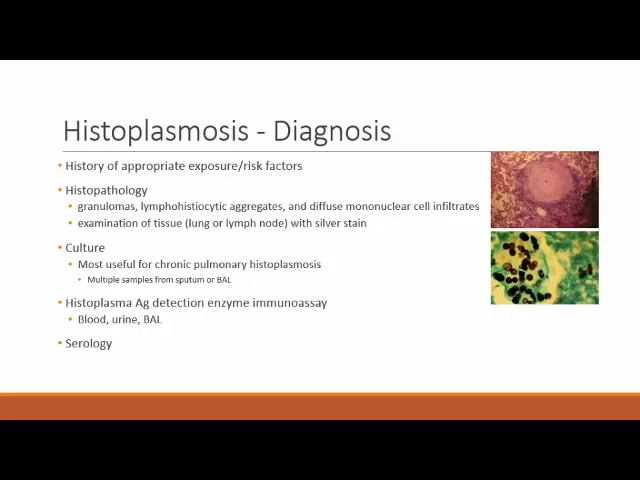 Histoplasmosis - Diagnosis
• History of appropriate exposure/risk factors
• Histopathology
• granulomas, lymphohistiocytic aggregates, and diffuse mononuclear cell infiltrates
• examination of tissue (lung or lymph node) with silver stain
• Culture
• Most useful for chronic pulmonary histoplasmosis
• Multiple samples from sputum or BAL
• Histoplasma Ag detection enzyme immunoassay
• Blood, urine, BAL
• Serology